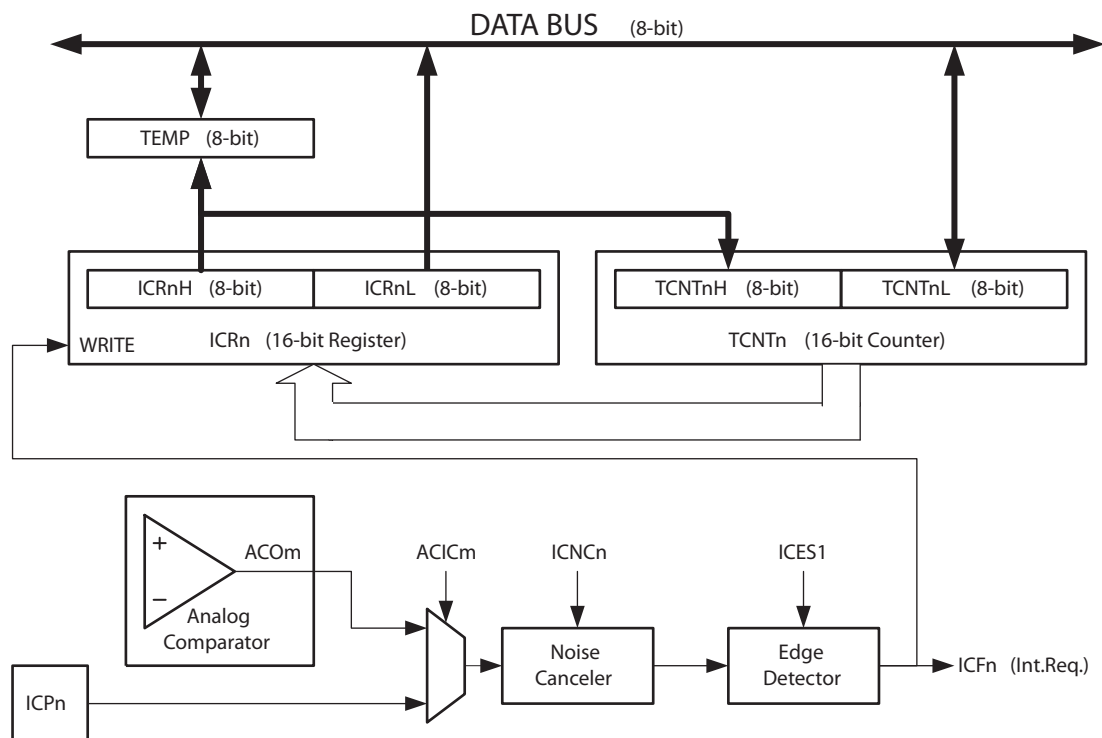 DATA BUS (8-bit)
TEMP (8-bit)
ICRnH (8-bit)
ICRnL (8-bit)
TCNTnH (8-bit)
TCNTnL (8-bit)
WRITE
ICRn (16-bit Register)
TCNTn (16-bit Counter)
+
−
ACOm
Analog
Comparator
ACICm
ICNCn
ICES1
Noise
Canceler
Edge
Detector
ICFn (Int.Req.)
ICPn